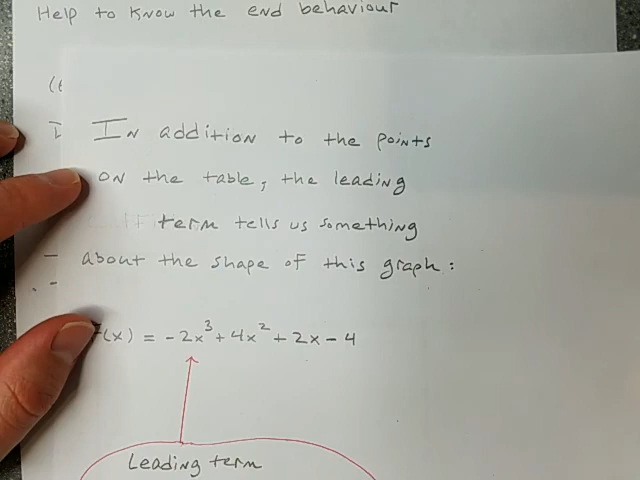 Help to know the end behaviour
In addition to the points
on the table, the leading
term tells us something
about the shape of this graph:
f(x) = -2x³ + 4x² + 2x - 4
Leading term